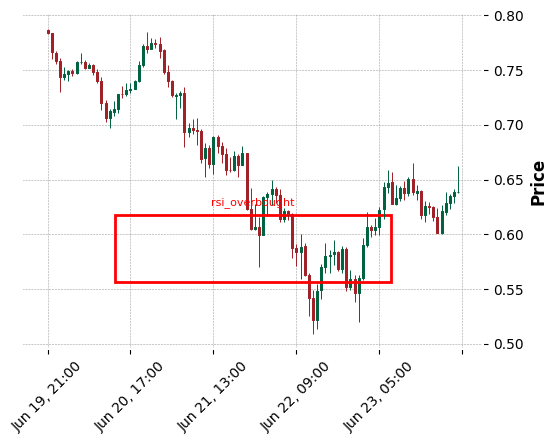 0.80
0.75
0.70
rsi_overbought
0.65
0.60
0.55
0.50
Price
Jun 19, 21:00
Jun 20, 17:00
Jun 21, 13:00
Jun 22, 09:00
Jun 23, 05:00